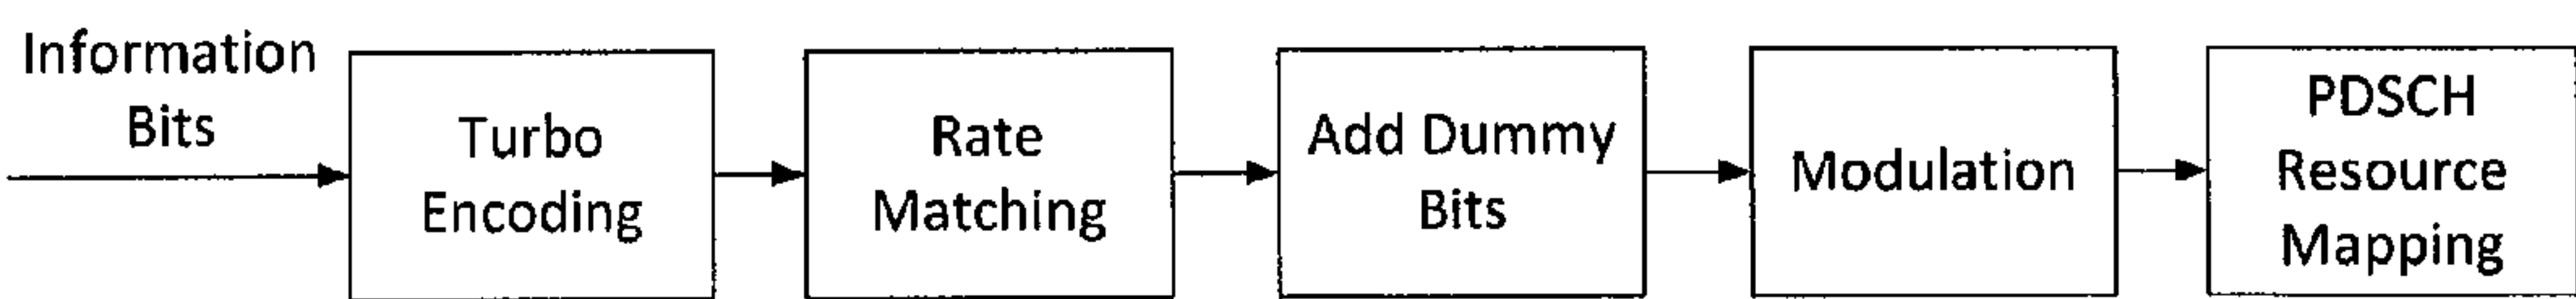 Information
Bits
Turbo
Encoding
Rate
Matching
Add Dummy
Bits
Modulation
PDSCH
Resource
Mapping